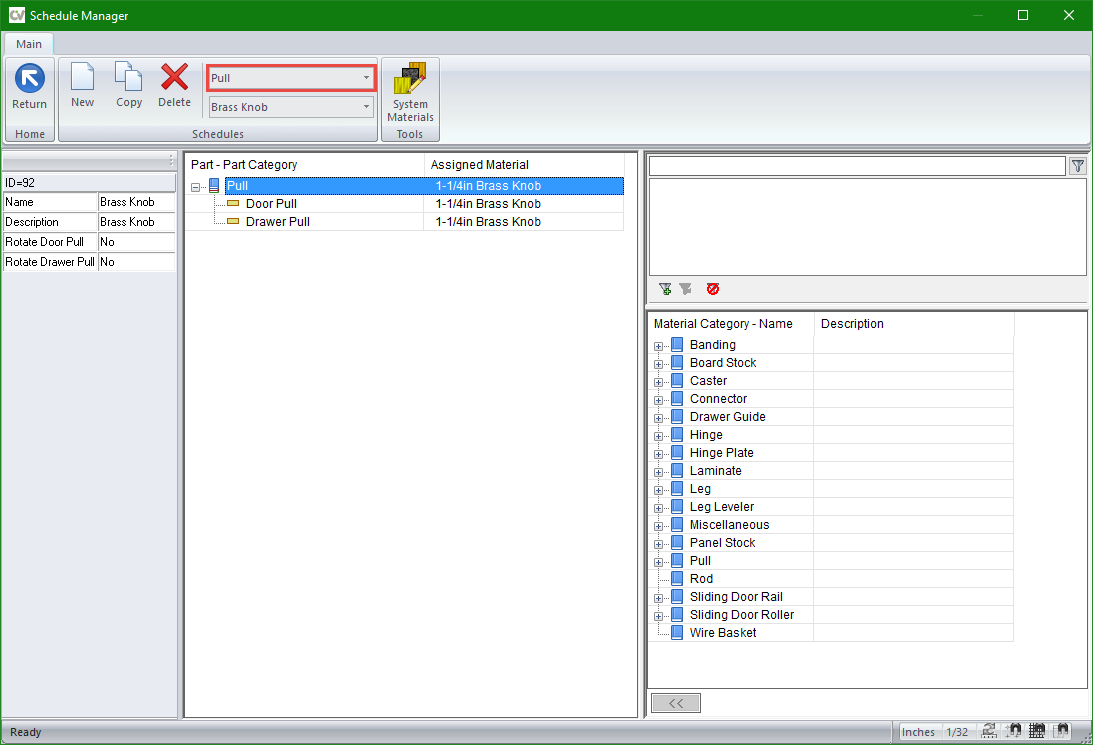 CV Schedule Manager
Main
Return
Home
New
Copy
Delete
Pull
Brass Knob
Schedules
System
Materials
Tools
ID=92
Name Brass Knob
Description Brass Knob
Rotate Door Pull No
Rotate Drawer Pull No
Part - Part Category Assigned Material
Pull 1-1/4in Brass Knob
Door Pull 1-1/4in Brass Knob
Drawer Pull 1-1/4in Brass Knob
Material Category - Name Description
Banding
Board Stock
Caster
Connector
Drawer Guide
Hinge
Hinge Plate
Laminate
Leg
Leg Leveler
Miscellaneous
Panel Stock
Pull
Rod
Sliding Door Rail
Sliding Door Roller
Wire Basket
<<
Ready
Inches 1/32